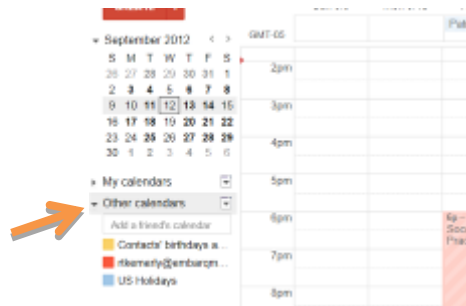 September 2012 < >
S M T W T F S
26 27 28 29 30 31 1
2 3 4 5 6 7 8
9 10 11 12 13 14 15
16 17 18 19 20 21 22
23 24 25 26 27 28 29
30 1 2 3 4 5 6
My calendars
Other calendars
Add a friend's calendar
Contacts' birthdays a...
US Holidays
GMT-05
2pm
3pm
4pm
5pm
6pm
7pm
8pm
6p –